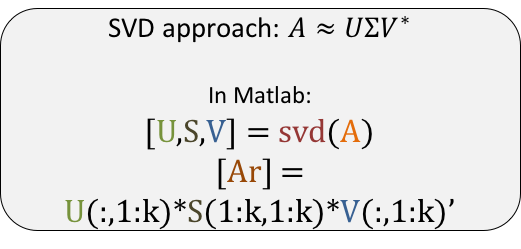 SVD approach: A ≈ UΣV*
In Matlab:
[U,S,V] = svd(A)
[Ar] =
U(:,1:k)*S(1:k,1:k)*V(:,1:k)’